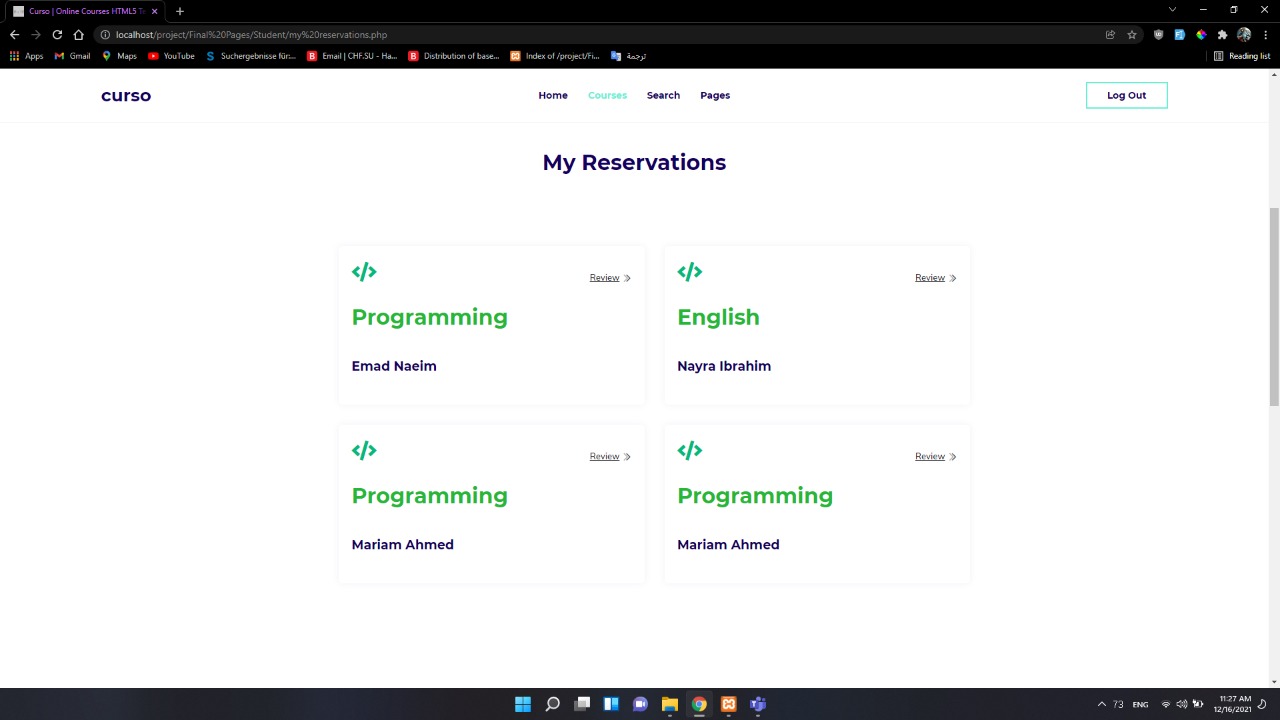 Curso | Online Courses HTML5 Te
localhost/project/Final%20Pages/Student/my%20reservations.php
Apps Gmail Maps YouTube Suchergebnisse für:... Email | CHF.SU - Ha... Distribution of base... Index of /project/Fi... ترجمة Reading list
curso Home Courses Search Pages Log Out
My Reservations
Review
Programming
Emad Naeim
Review
English
Nayra Ibrahim
Review
Programming
Mariam Ahmed
Review
Programming
Mariam Ahmed
73 ENG 11:27 AM
12/16/2021